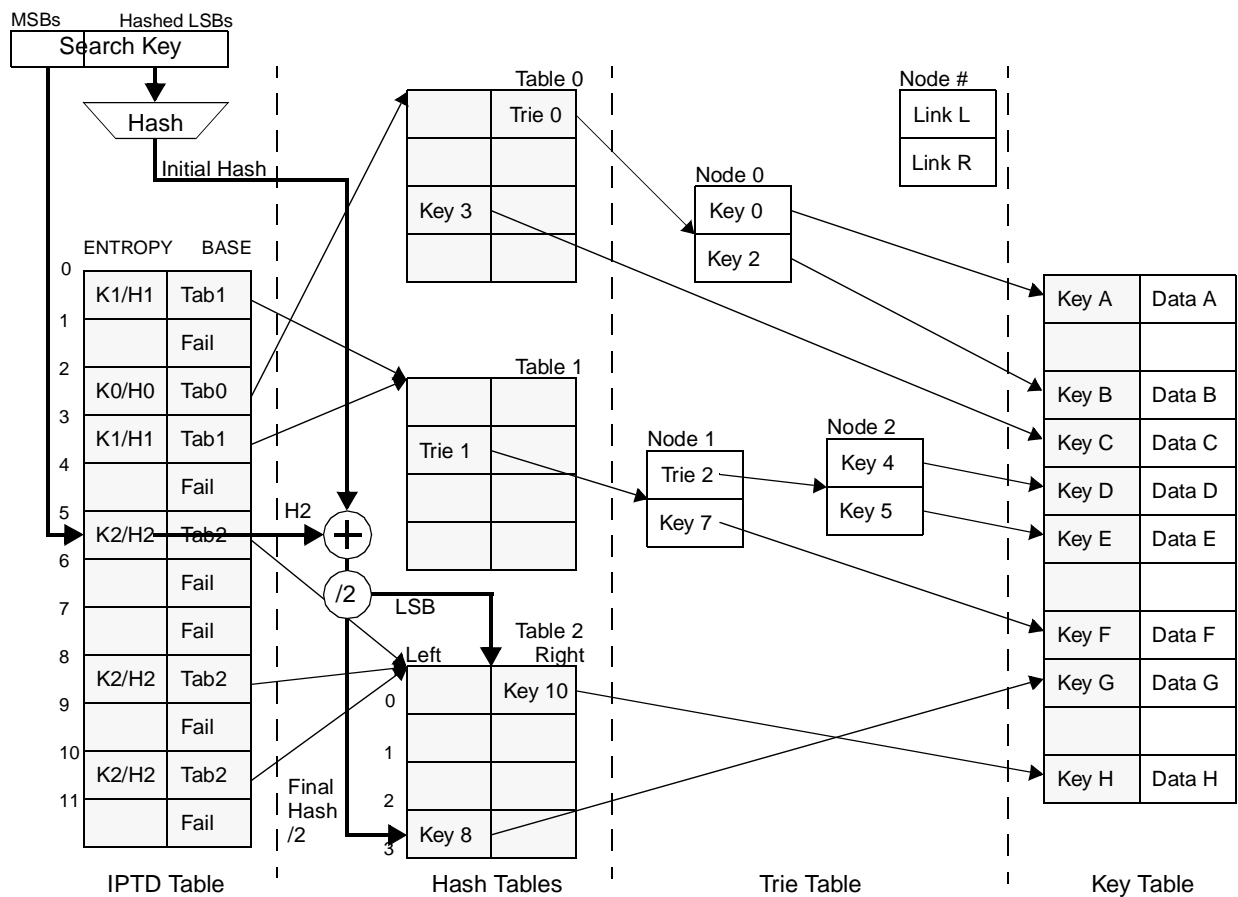 MSBs Hashed LSBs
Search Key
Hash
Initial Hash
ENTROPY BASE
0
K1/H1 Tab1
1
Fail
2
K0/H0 Tab0
3
K1/H1 Tab1
4
Fail
5
K2/H2 Tab2
6
Fail
7
Fail
8
K2/H2 Tab2
9
Fail
10
K2/H2 Tab2
11
Fail
IPTD Table
H2
+
/2
LSB
Final
Hash
/2
Table 0
Trie 0
Key 3
Table 1
Trie 1
Table 2
Left Right
Key 10
0
1
2
Key 8
3
Hash Tables
Node #
Link L
Link R
Node 0
Key 0
Key 2
Node 1
Trie 2
Key 7
Node 2
Key 4
Key 5
Trie Table
Key A Data A
Key B Data B
Key C Data C
Key D Data D
Key E Data E
Key F Data F
Key G Data G
Key H Data H
Key Table